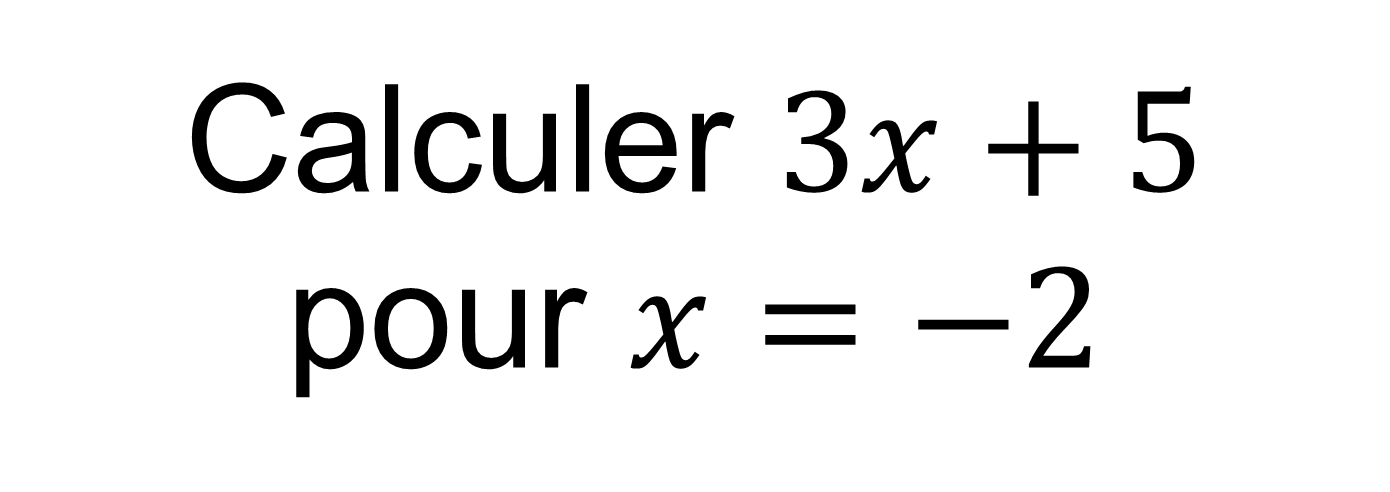 Calculer 3x + 5
pour x = −2